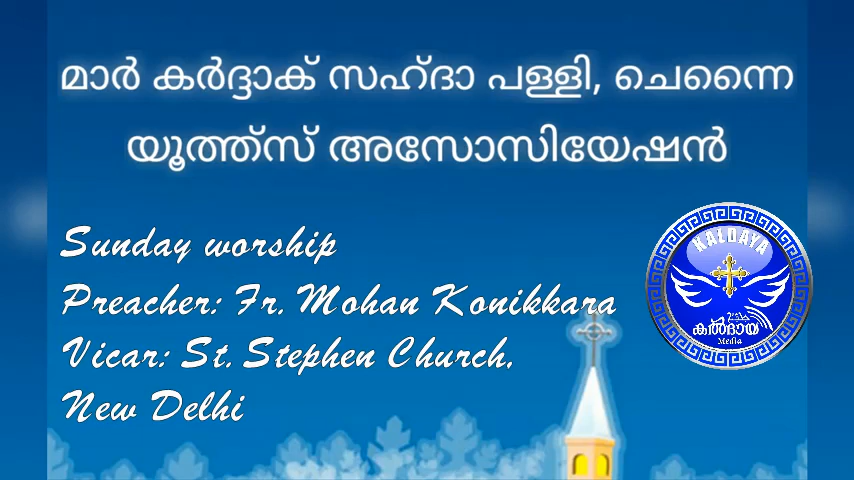 മാർ കർദ്ദാക് സഹ്ദാ പള്ളി, ചെന്നൈ
യൂത്ത്സ് അസോസിയേഷൻ
Sunday worship
Preacher: Fr. Mohan Konikkara
Vicar: St. Stephen Church,
New Delhi
KALDAYA
കൽദായ
Media